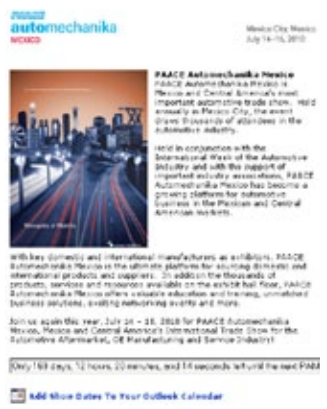 automechanika
MEXICO
Mexico City, Mexico
July 14-16, 2010
PAACE Automechanika Mexico
PAACE Automechanika Mexico is
Mexico and Central America's most
important automotive trade show. Held
annually in Mexico City, the event
draws thousands of attendees in the
automotive industry.
Held in conjunction with the
International Week of the Automotive
Industry and with the support of
important industry associations, PAACE
Automechanika Mexico has become a
growing platform for automotive
business in the Mexican and Central
American markets.
With key domestic and international manufacturers as exhibitors, PAACE
Automechanika Mexico is the ultimate platform for sourcing domestic and
international products and suppliers. In addition the thousands of
products, services and resources available on the exhibit hall floor, PAACE
Automechanika Mexico offers valuable education and training, unmatched
business solutions, exciting networking events and more.
Join us again this year, July 14 - 16, 2010 for PAACE Automechanika
Mexico, Mexico and Central America's International Trade Show for the
Automotive Aftermarket, OE Manufacturing and Service Industry!
Only 163 days, 12 hours, 20 minutes, and 14 seconds left until the next
Add Show Dates To Your Outlook Calendar